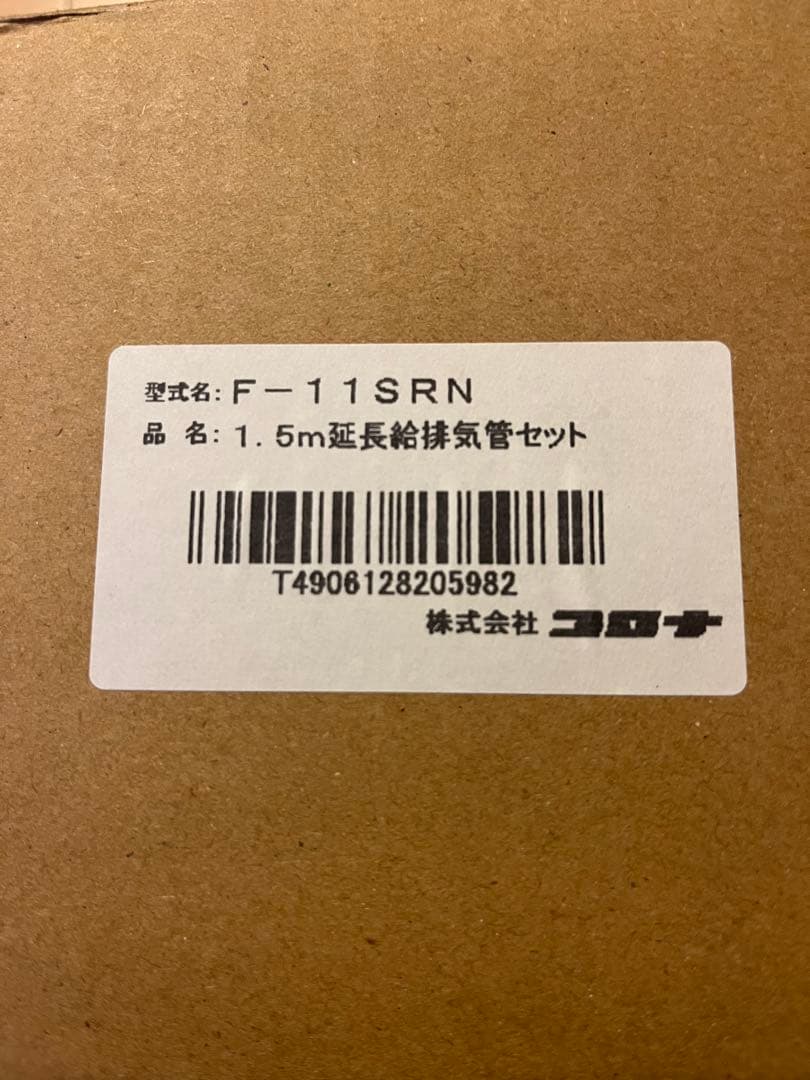 型式名：F－11SRN
品 名：1．5m延長給排気管セット
T4906128205982
株式会社 コロナ